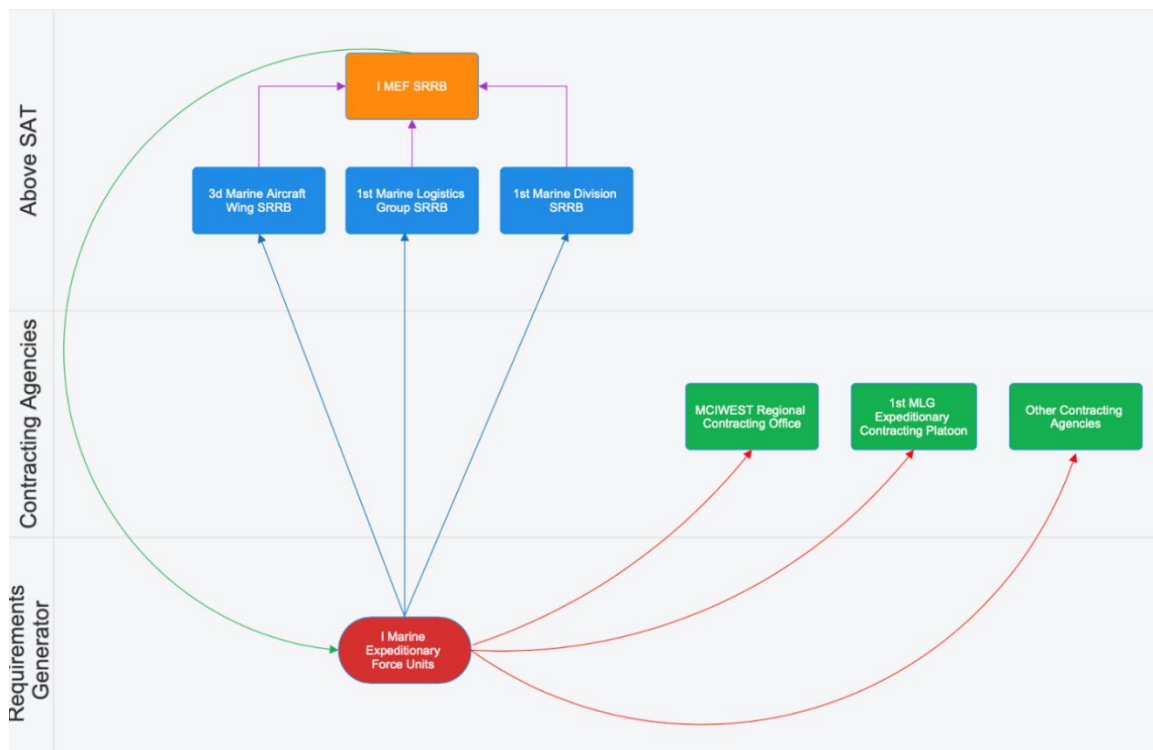 Above SAT
I MEF SRRB
3d Marine Aircraft
Wing SRRB
1st Marine Logistics
Group SRRB
1st Marine Division
SRRB
Contracting Agencies
MCIWEST Regional
Contracting Office
1st MLG
Expeditionary
Contracting Platoon
Other Contracting
Agencies
Requirements
Generator
I Marine
Expeditionary
Force Units